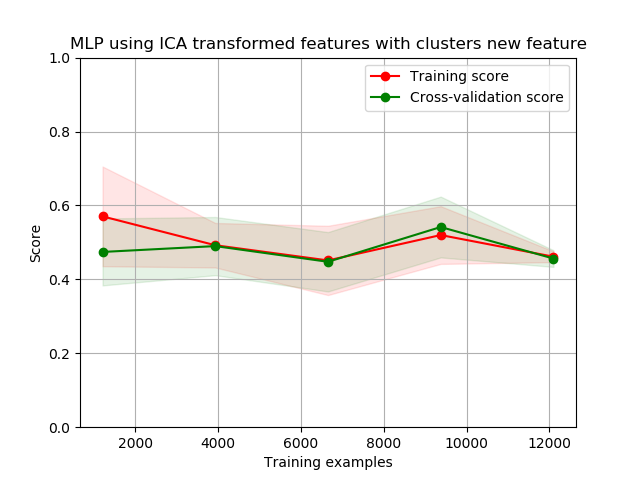 MLP using ICA transformed features with clusters new feature
Training score
Cross-validation score
1.0
0.8
0.6
0.4
0.2
0.0
Score
2000 4000 6000 8000 10000 12000
Training examples